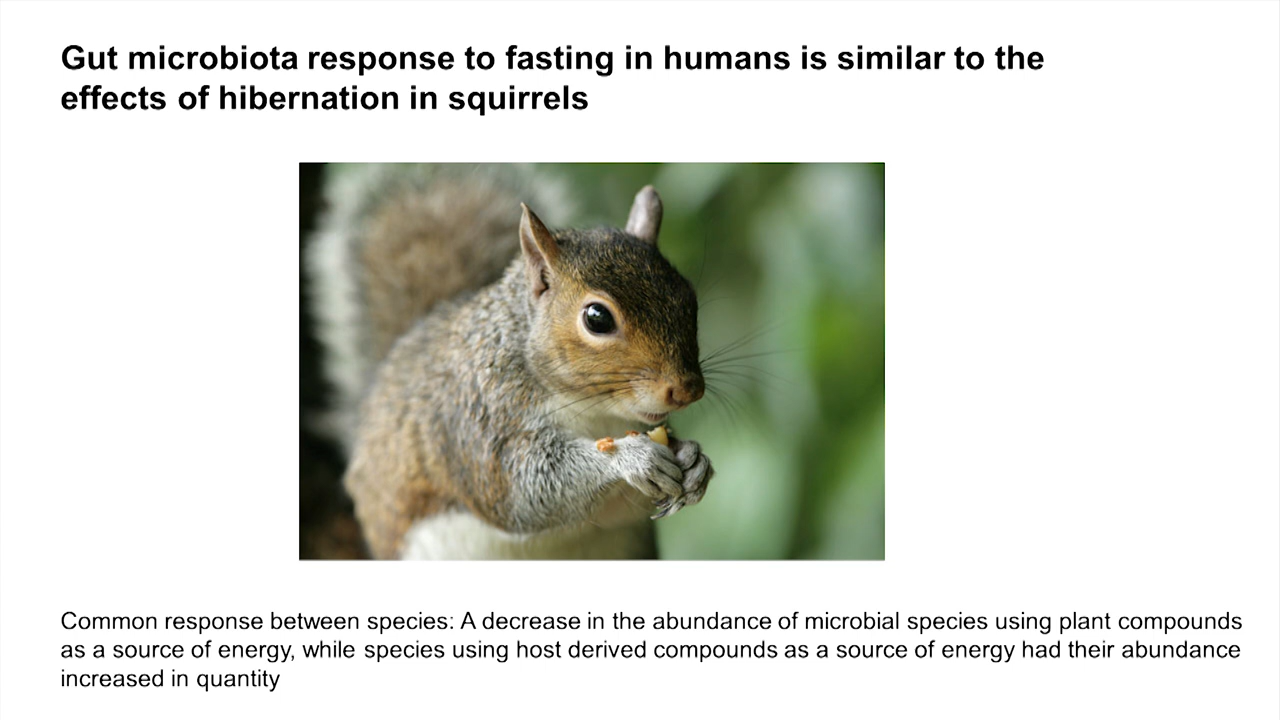 Gut microbiota response to fasting in humans is similar to the
effects of hibernation in squirrels
Common response between species: A decrease in the abundance of microbial species using plant compounds
as a source of energy, while species using host derived compounds as a source of energy had their abundance
increased in quantity